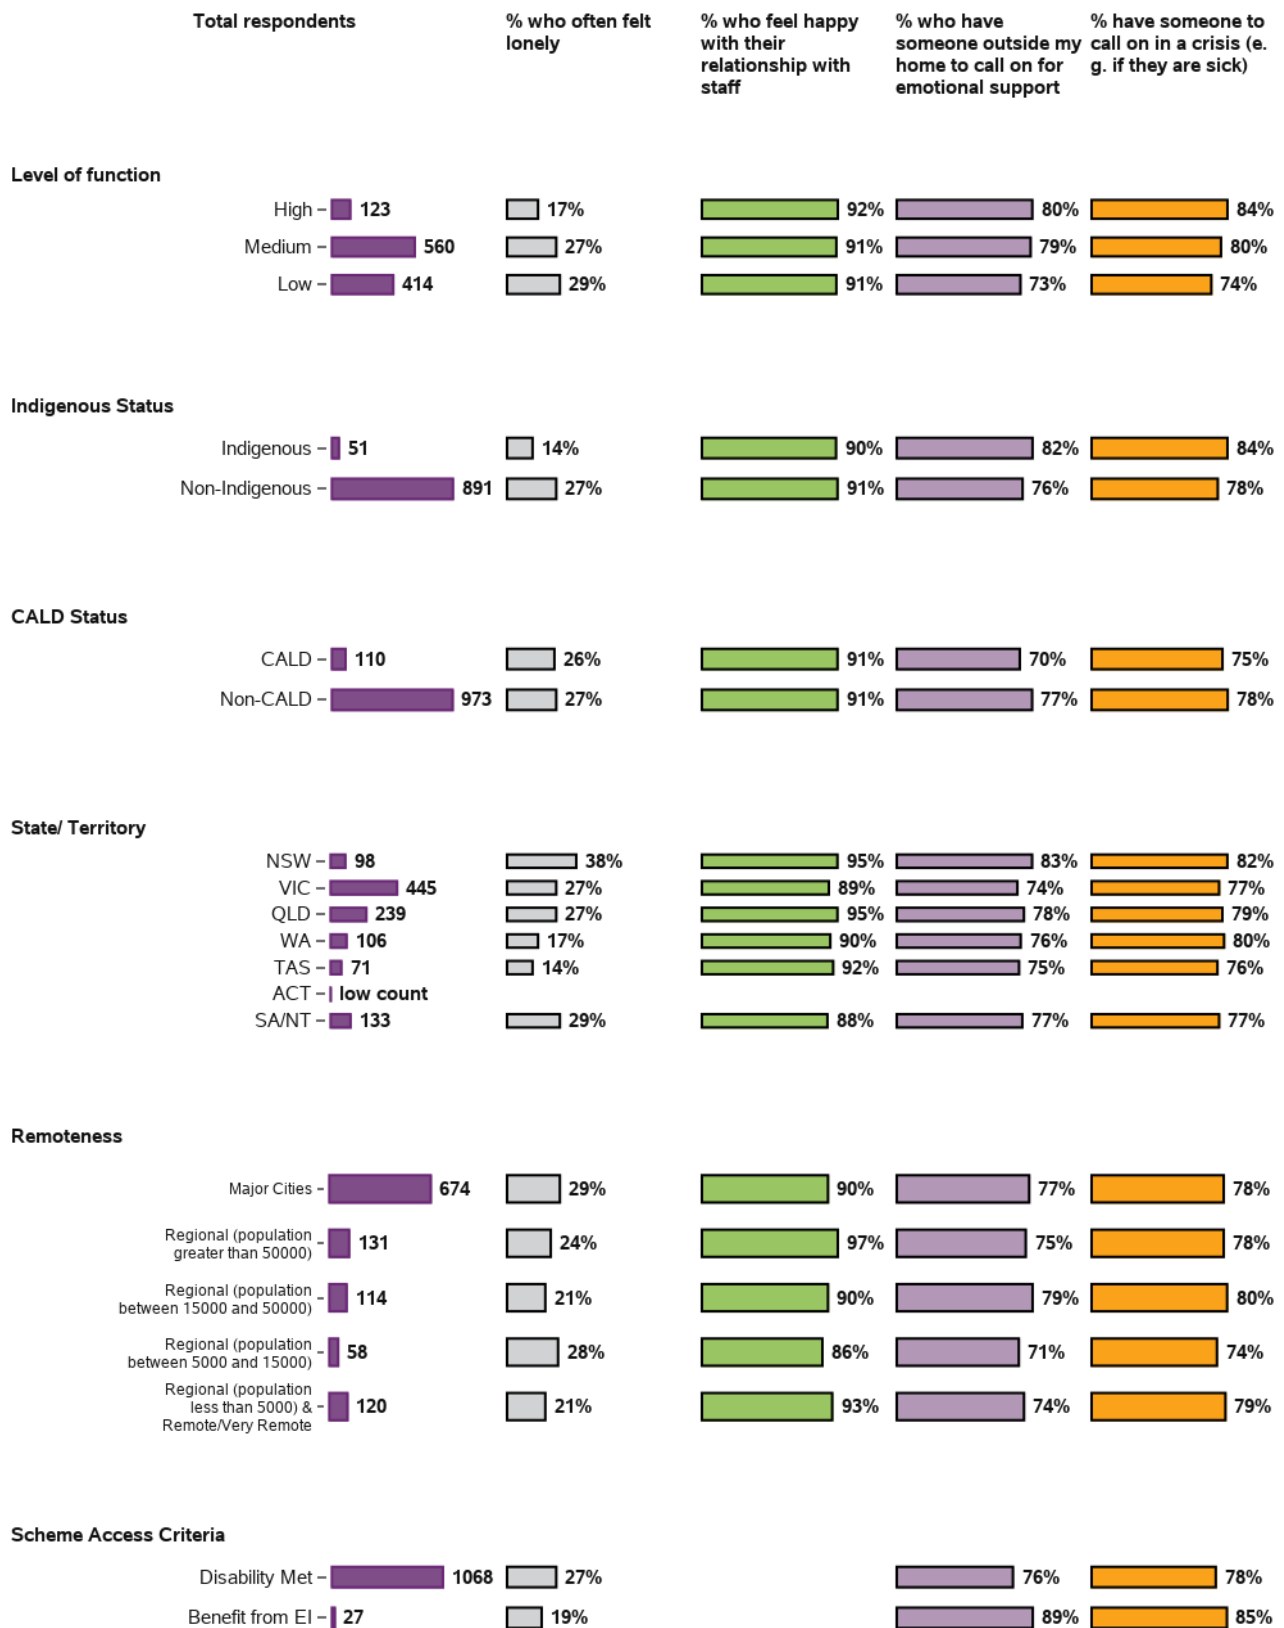 Total respondents
% who often felt
lonely
% who feel happy
with their
relationship with
staff
% who have
someone outside my
home to call on for
emotional support
% have someone to
call on in a crisis (e.
g. if they are sick)
Level of function
High 123 17% 92% 80% 84%
Medium 560 27% 91% 79% 80%
Low 414 29% 91% 73% 74%
Indigenous Status
Indigenous 51 14% 90% 82% 84%
Non-Indigenous 891 27% 91% 76% 78%
CALD Status
CALD 110 26% 91% 70% 75%
Non-CALD 973 27% 91% 77% 78%
State/ Territory
NSW 98 38% 95% 83% 82%
VIC 445 27% 89% 74% 77%
QLD 239 27% 95% 78% 79%
WA 106 17% 90% 76% 80%
TAS 71 14% 92% 75% 76%
ACT low count
SA/NT 133 29% 88% 77% 77%
Remoteness
Major Cities 674 29% 90% 77% 78%
Regional (population
greater than 50000) 131 24% 97% 75% 78%
Regional (population
between 15000 and 50000) 114 21% 90% 79% 80%
Regional (population
between 5000 and 15000) 58 28% 86% 71% 74%
Regional (population
less than 5000) & 120 21% 93% 74% 79%
Remote/Very Remote
Scheme Access Criteria
Disability Met 1068 27% 76% 78%
Benefit from EI 27 19% 89% 85%